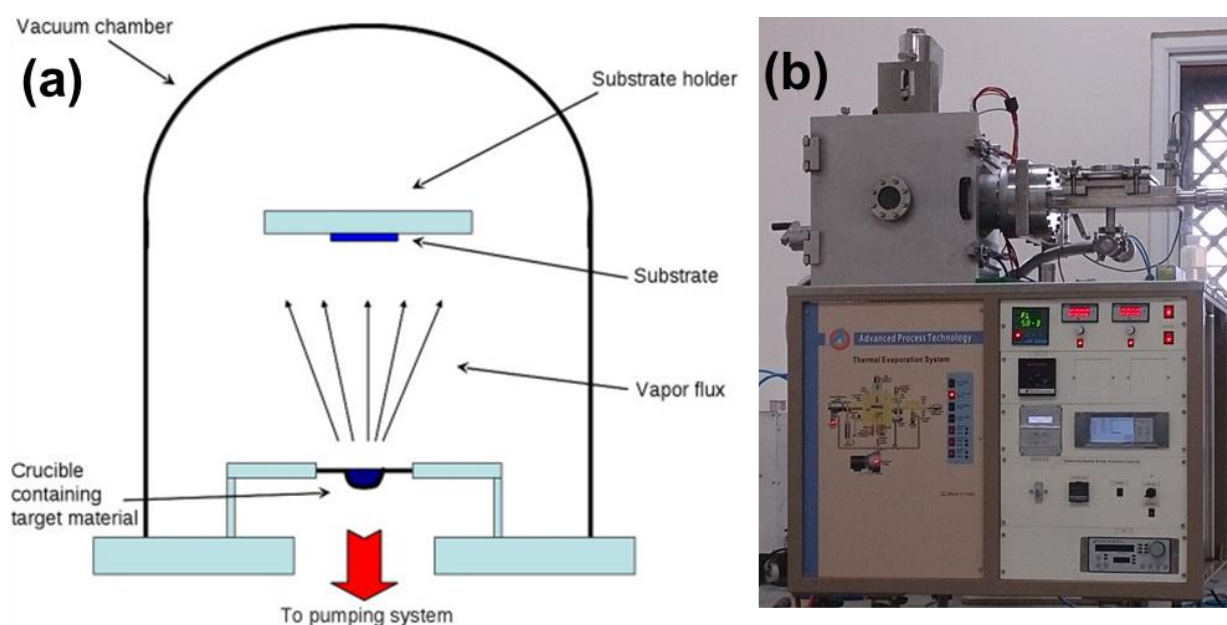 (a)
Vacuum chamber
Substrate holder
Substrate
Vapor flux
Crucible
containing
target material
To pumping system
(b)
Advanced Process Technology
Thermal Evaporation System